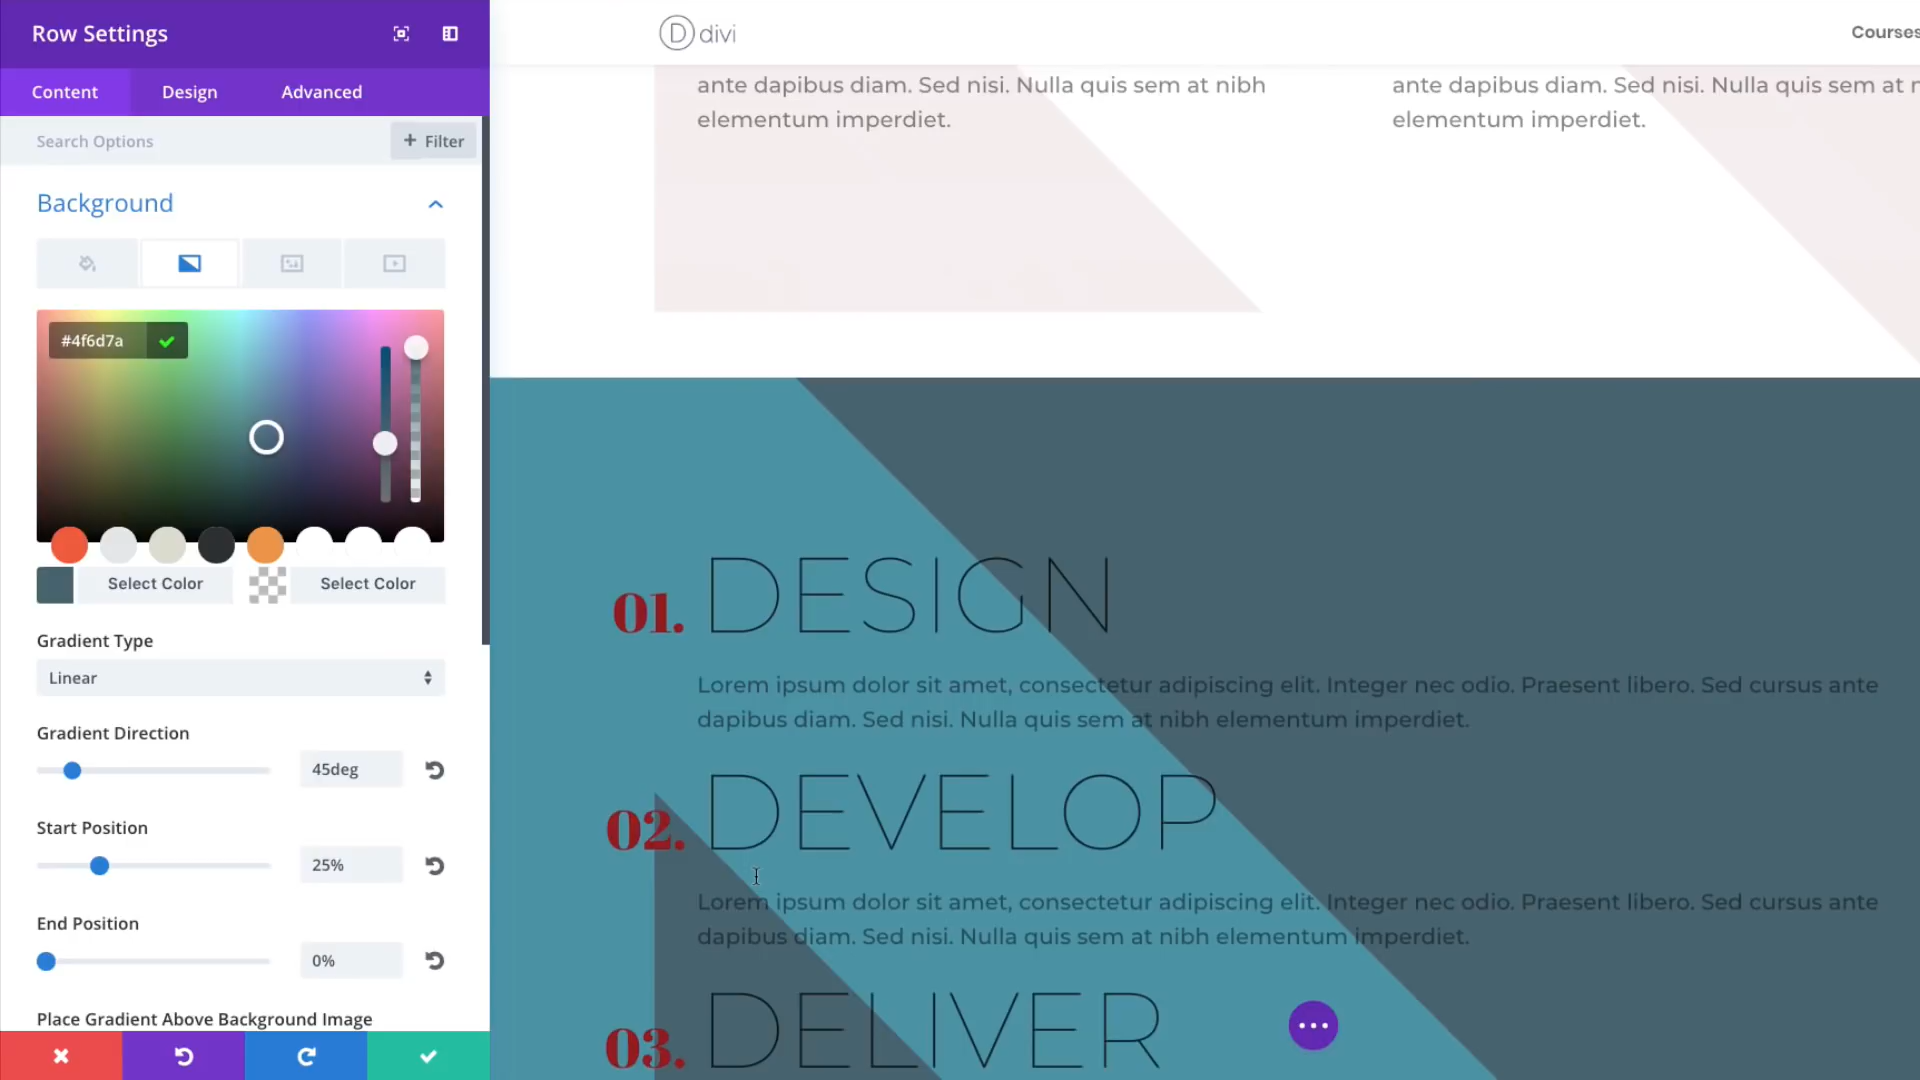 Row Settings
Content Design Advanced
Search Options + Filter
Background
#4f6d7a
Select Color Select Color
Gradient Type
Linear
Gradient Direction
45deg
Start Position
25%
End Position
0%
Place Gradient Above Background Image
D divi
Courses
ante dapibus diam. Sed nisi. Nulla quis sem at nibh
elementum imperdiet.
ante dapibus diam. Sed nisi. Nulla quis sem at
elementum imperdiet.
01. DESIGN
Lorem ipsum dolor sit amet, consectetur adipiscing elit. Integer nec odio. Praesent libero. Sed cursus ante
dapibus diam. Sed nisi. Nulla quis sem at nibh elementum imperdiet.
02. DEVELOP
Lorem ipsum dolor sit amet, consectetur adipiscing elit. Integer nec odio. Praesent libero. Sed cursus ante
dapibus diam. Sed nisi. Nulla quis sem at nibh elementum imperdiet.
03. DELIVER